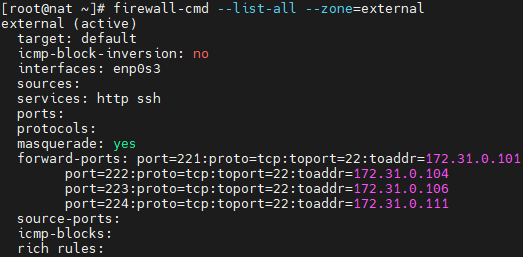 [root@nat ~]# firewall-cmd --list-all --zone=external
external (active)
  target: default
  icmp-block-inversion: no
  interfaces: enp0s3
  sources:
  services: http ssh
  ports:
  protocols:
  masquerade: yes
  forward-ports: port=221:proto=tcp:toport=22:toaddr=172.31.0.101
        port=222:proto=tcp:toport=22:toaddr=172.31.0.104
        port=223:proto=tcp:toport=22:toaddr=172.31.0.106
        port=224:proto=tcp:toport=22:toaddr=172.31.0.111
  source-ports:
  icmp-blocks:
  rich rules: